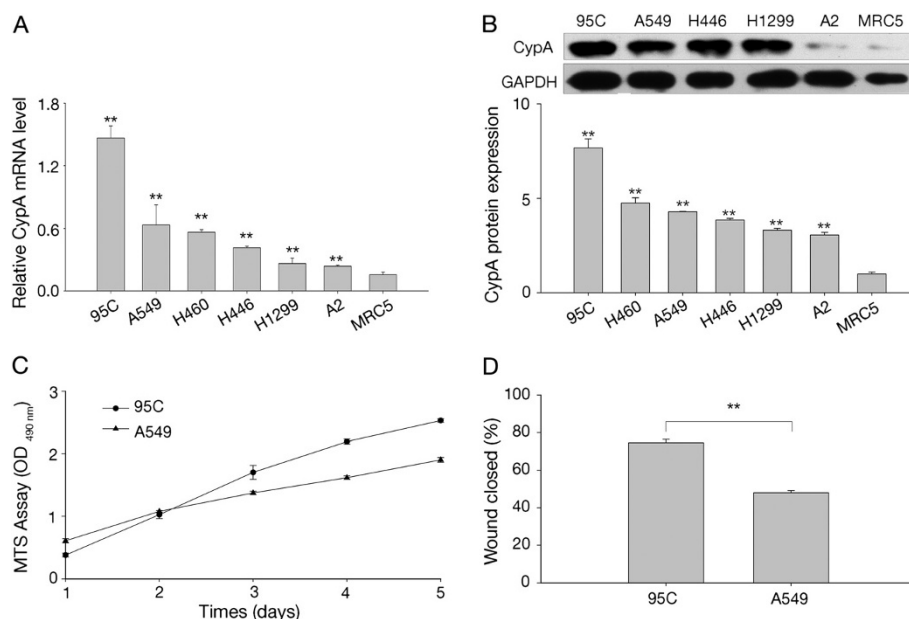 A
Relative CypA mRNA level
1.8
1.2
0.6
0.0
**
**
**
**
**
**
95C
A549
H460
H446
H1299
A2
MRC5
B
95C A549 H446 H1299 A2 MRC5
CypA
GAPDH
CypA protein expression
10
5
0
**
**
**
**
**
**
95C
H460
A549
H446
H1299
A2
MRC5
C
MTS Assay (OD 490 nm)
3
2
1
0
95C
A549
1 2 3 4 5
Times (days)
D
Wound closed (%)
100
80
60
40
20
0
**
95C A549